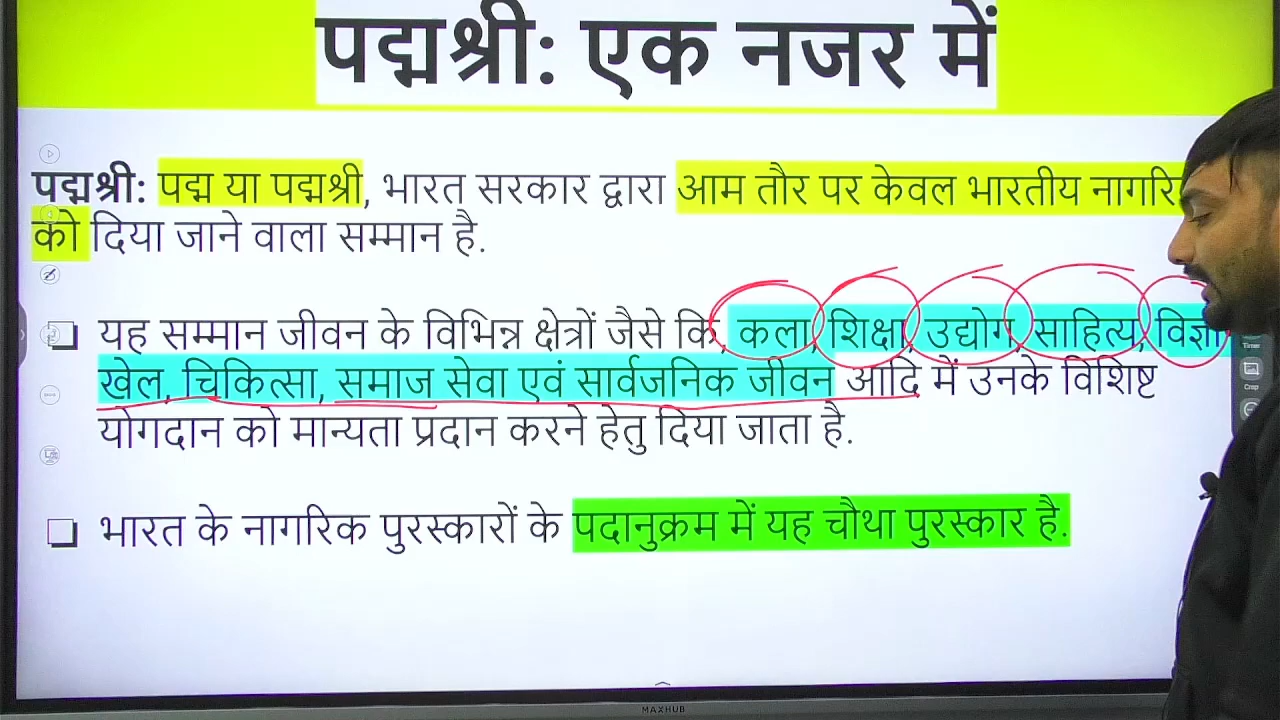 पद्मश्री: एक नजर में
पद्मश्री: पद्म या पद्मश्री, भारत सरकार द्वारा आम तौर पर केवल भारतीय
को दिया जाने वाला सम्मान है.
यह सम्मान जीवन के विभिन्न क्षेत्रों जैसे कि, कला, शिक्षा, उद्योग, साहित्य,
खेल, चिकित्सा, समाज सेवा एवं सार्वजनिक जीवन आदि में उनके विशिष्ट
योगदान को मान्यता प्रदान करने हेतु दिया जाता है.
भारत के नागरिक पुरस्कारों के पदानुक्रम में यह चौथा पुरस्कार है.
Timer
Crop
MAXHUB